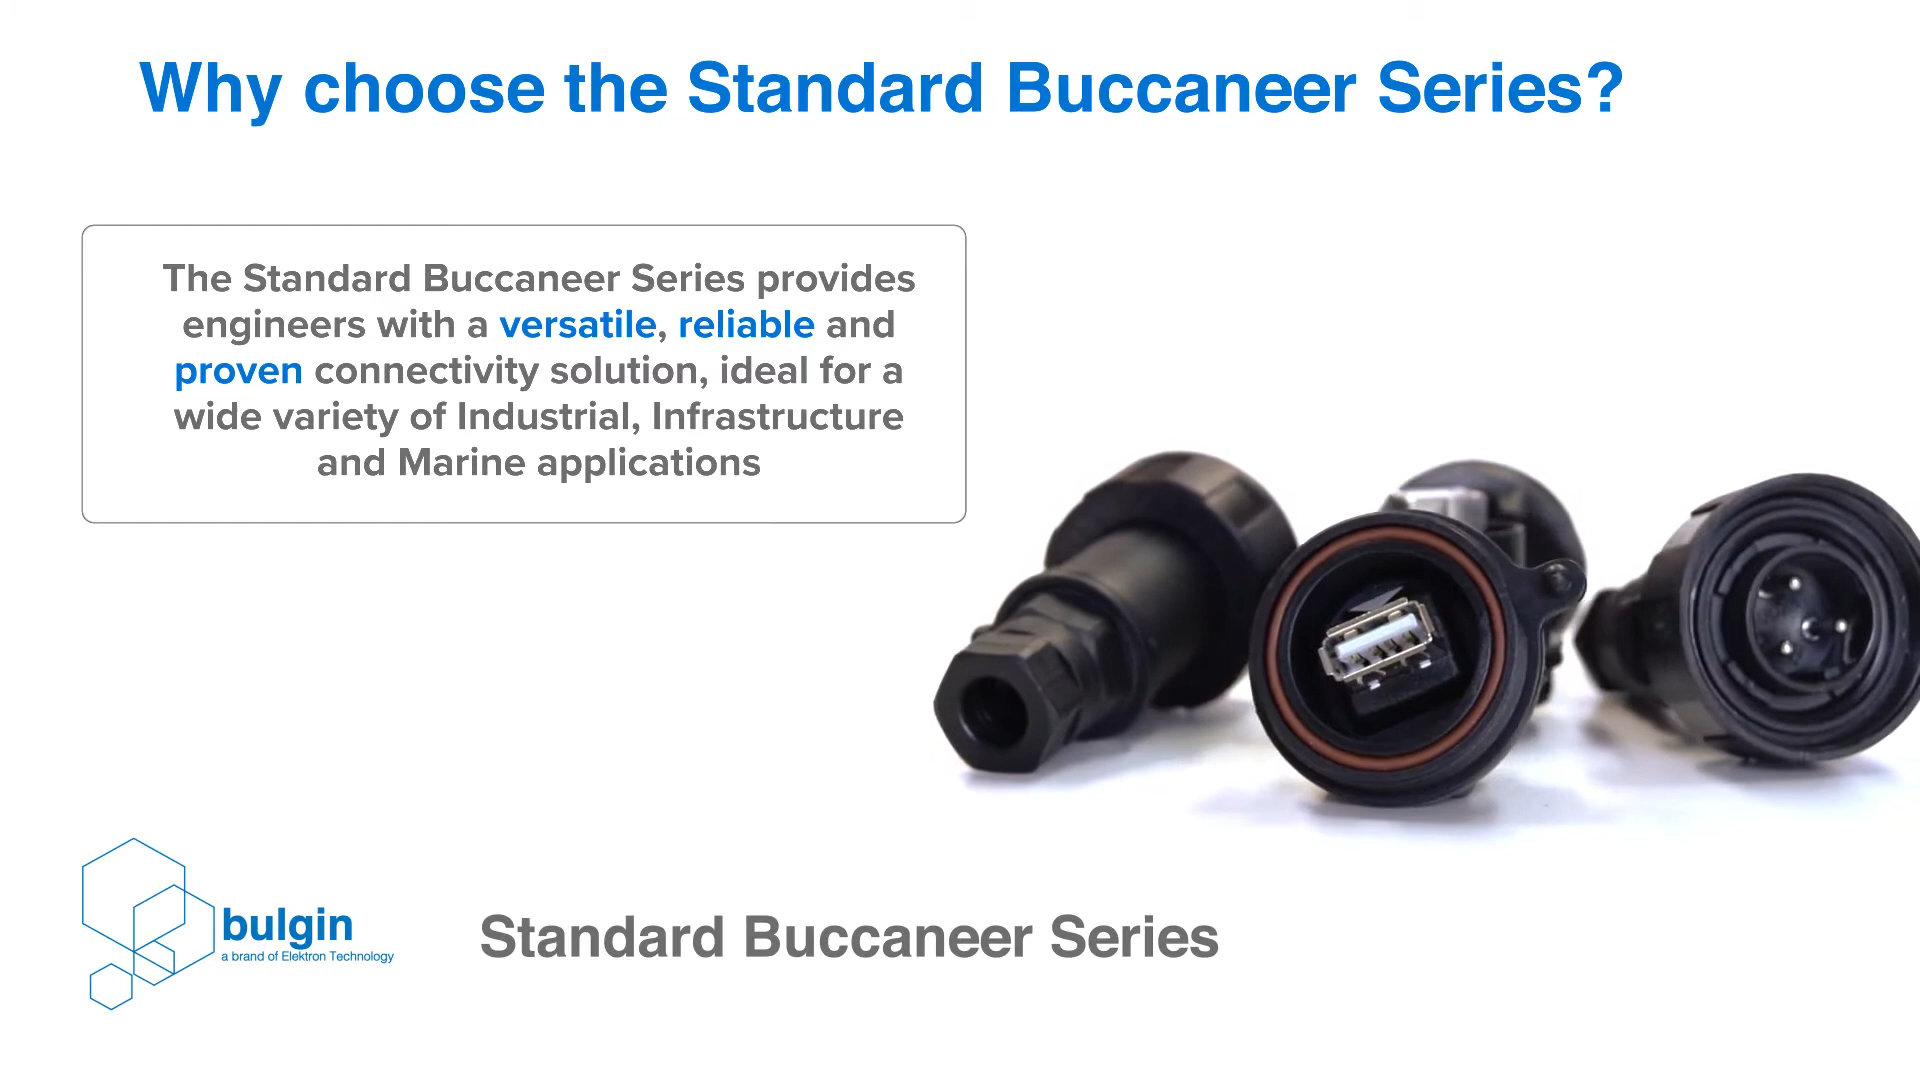 Why choose the Standard Buccaneer Series?
The Standard Buccaneer Series provides
engineers with a versatile, reliable and
proven connectivity solution, ideal for a
wide variety of Industrial, Infrastructure
and Marine applications
bulgin
a brand of Elektron Technology
Standard Buccaneer Series